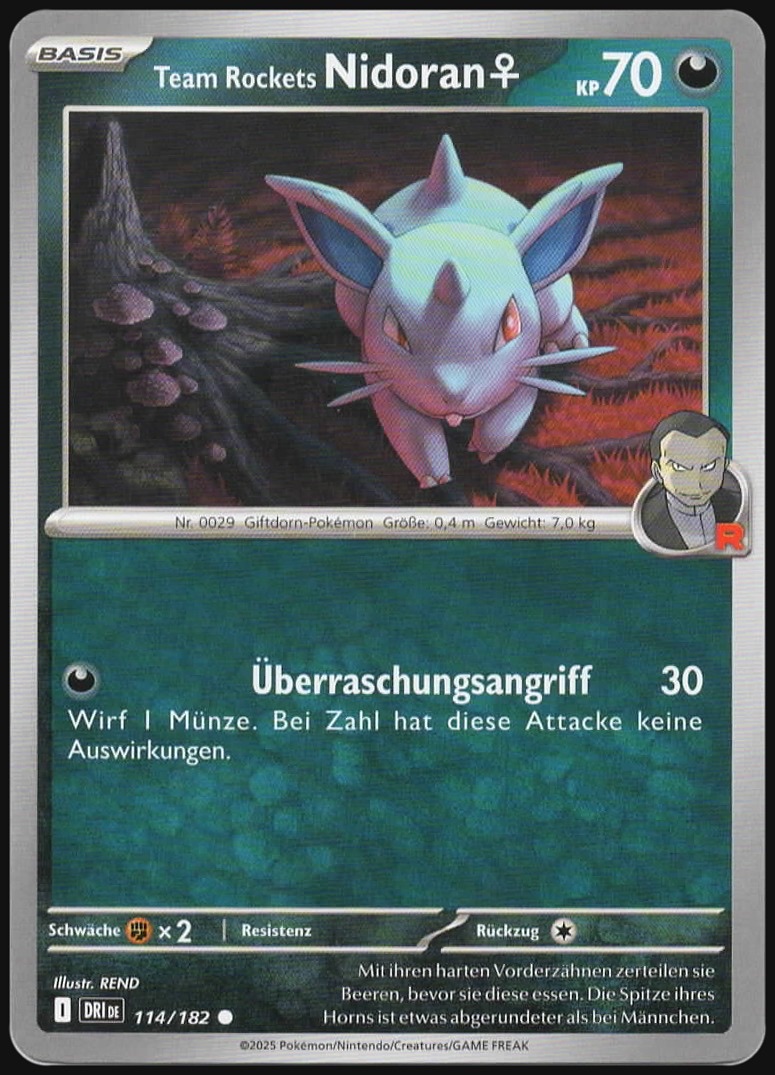 BASIS
Team Rockets Nidoran♀
KP 70
Nr. 0029 Giftdorn-Pokémon Größe: 0,4 m Gewicht: 7,0 kg
R
Überraschungsangriff 30
Wirf 1 Münze. Bei Zahl hat diese Attacke keine
Auswirkungen.
Schwäche ×2 | Resistenz Rückzug
Illustr. REND
Mit ihren harten Vorderzähnen zerteilen sie
Beeren, bevor sie diese essen. Die Spitze ihres
Horns ist etwas abgerundeter als bei Männchen.
I DRI DE 114/182
©2025 Pokémon/Nintendo/Creatures/GAME FREAK